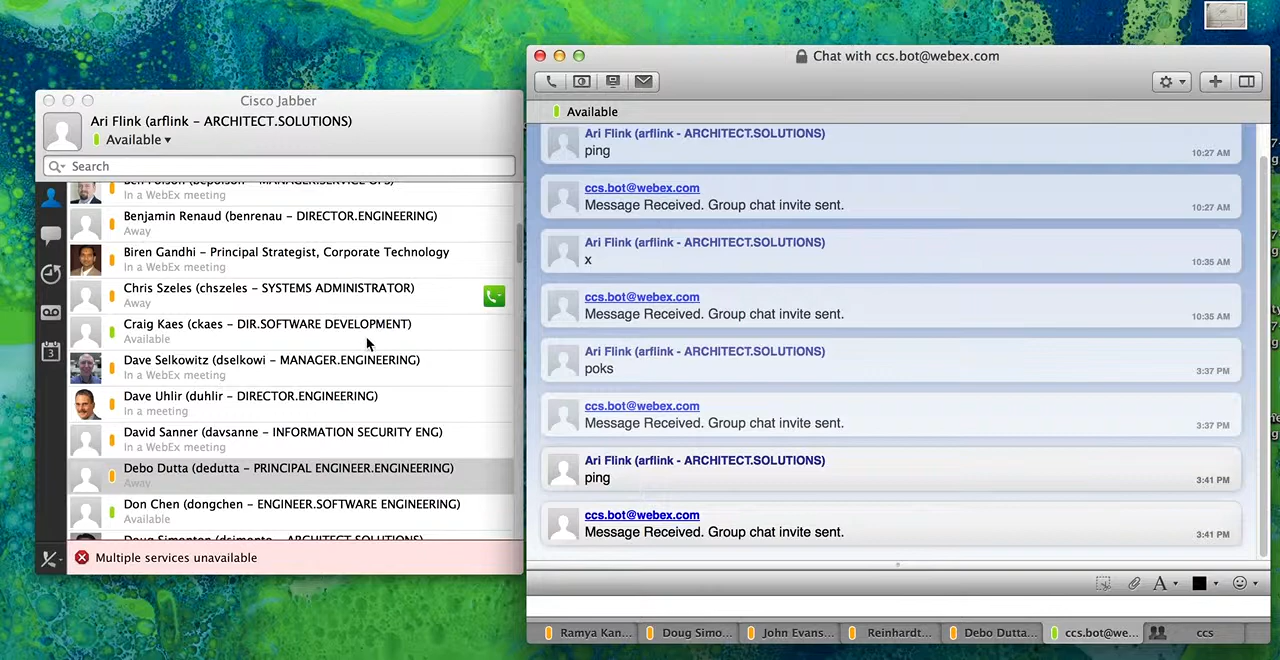 Cisco Jabber
Ari Flink (arflink - ARCHITECT.SOLUTIONS)
Available
Search
In a WebEx meeting
Benjamin Renaud (benrenau - DIRECTOR.ENGINEERING)
Away
Biren Gandhi - Principal Strategist, Corporate Technology
In a WebEx meeting
Chris Szeles (chszeles - SYSTEMS ADMINISTRATOR)
Away
Craig Kaes (ckaes - DIR.SOFTWARE DEVELOPMENT)
Available
Dave Selkowitz (dselkowi - MANAGER.ENGINEERING)
In a WebEx meeting
Dave Uhlir (duhlir - DIRECTOR.ENGINEERING)
In a meeting
David Sanner (davsanne - INFORMATION SECURITY ENG)
In a WebEx meeting
Debo Dutta (dedutta - PRINCIPAL ENGINEER.ENGINEERING)
Away
Don Chen (dongchen - ENGINEER.SOFTWARE ENGINEERING)
Available
Doug Simonton (dsimonto - ARCHITECT.SOLUTIONS)
3
Multiple services unavailable
Chat with ccs.bot@webex.com
Available
Ari Flink (arflink - ARCHITECT.SOLUTIONS)
ping 10:27 AM
ccs.bot@webex.com
Message Received. Group chat invite sent. 10:27 AM
Ari Flink (arflink - ARCHITECT.SOLUTIONS)
x 10:35 AM
ccs.bot@webex.com
Message Received. Group chat invite sent. 10:35 AM
Ari Flink (arflink - ARCHITECT.SOLUTIONS)
poks 3:37 PM
ccs.bot@webex.com
Message Received. Group chat invite sent. 3:37 PM
Ari Flink (arflink - ARCHITECT.SOLUTIONS)
ping 3:41 PM
ccs.bot@webex.com
Message Received. Group chat invite sent. 3:41 PM
A
Ramya Kan... Doug Simo... John Evans... Reinhardt... Debo Dutta... ccs.bot@we... ccs